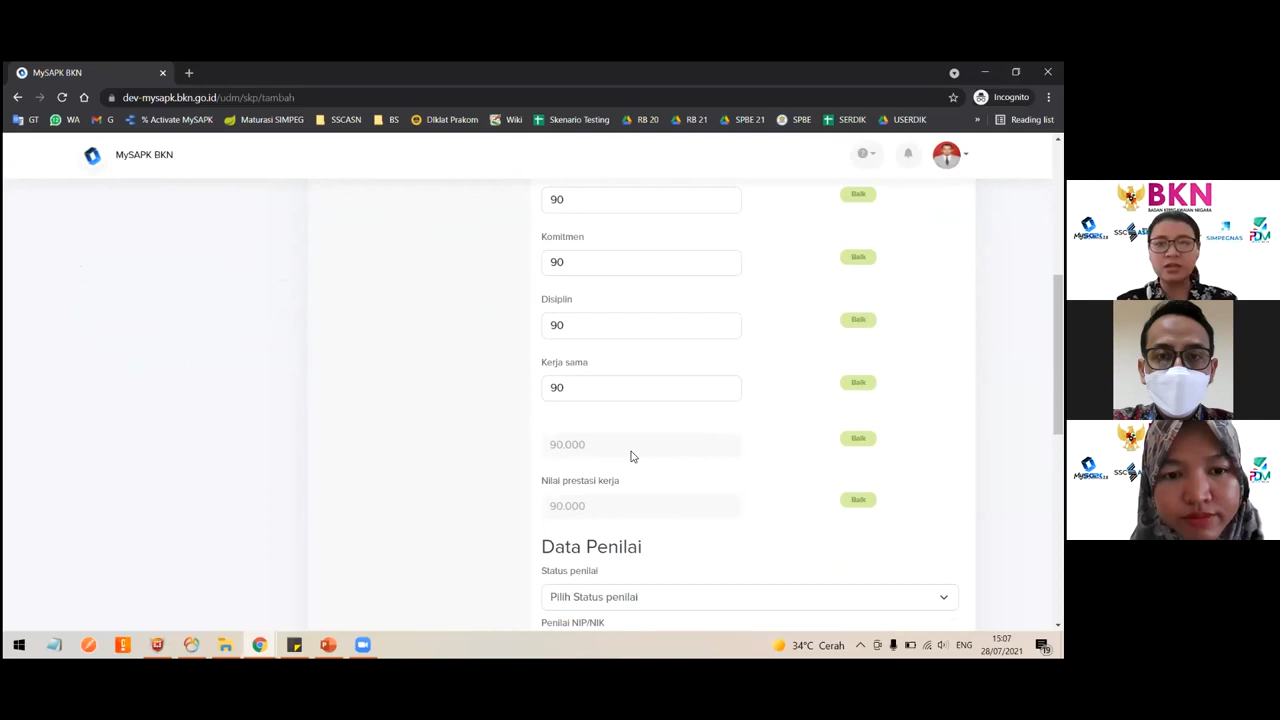 MySAPK BKN
dev-mysapk.bkn.go.id/udm/skp/tambah
Incognito
GT
WA
G
% Activate MySAPK
Maturasi SIMPEG
SSCASN
BS
DIklat Prakom
Wiki
Skenario Testing
RB 20
RB 21
SPBE 21
SPBE
SERDIK
USERDIK
»
Reading list
MySAPK BKN
90
Baik
Komitmen
90
Baik
Disiplin
90
Baik
Kerja sama
90
Baik
90.000
Baik
Nilai prestasi kerja
90.000
Baik
Data Penilai
Status penilai
Pilih Status penilai
Penilai NIP/NIK
34°C Cerah
ENG
15:07
28/07/2021
19
BKN
BADAN KEPEGAWAIAN NEGARA
SIMPEGNAS